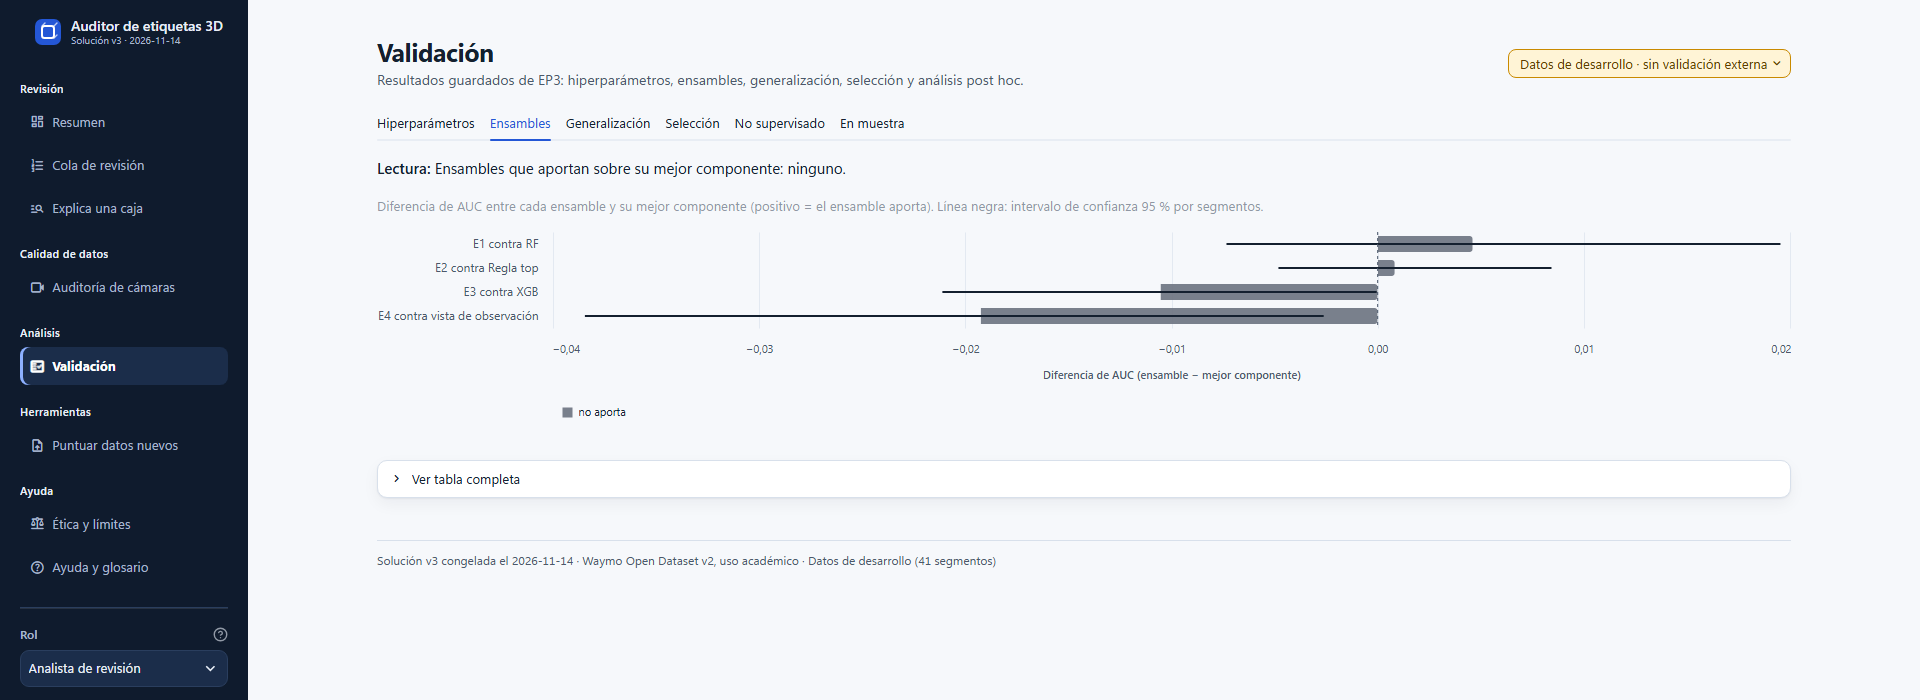 Auditor de etiquetas 3D
Solución v3 · 2026-11-14
Revisión
Resumen
Cola de revisión
Explica una caja
Calidad de datos
Auditoría de cámaras
Análisis
Validación
Herramientas
Puntuar datos nuevos
Ayuda
Ética y límites
Ayuda y glosario
Rol
Analista de revisión
Validación
Resultados guardados de EP3: hiperparámetros, ensambles, generalización, selección y análisis post hoc.
Datos de desarrollo · sin validación externa
Hiperparámetros Ensambles Generalización Selección No supervisado En muestra
Lectura: Ensambles que aportan sobre su mejor componente: ninguno.
Diferencia de AUC entre cada ensamble y su mejor componente (positivo = el ensamble aporta). Línea negra: intervalo de confianza 95 % por segmentos.
E1 contra RF
E2 contra Regla top
E3 contra XGB
E4 contra vista de observación
−0,04 −0,03 −0,02 −0,01 0,00 0,01 0,02
Diferencia de AUC (ensamble − mejor componente)
no aporta
Ver tabla completa
Solución v3 congelada el 2026-11-14 · Waymo Open Dataset v2, uso académico · Datos de desarrollo (41 segmentos)